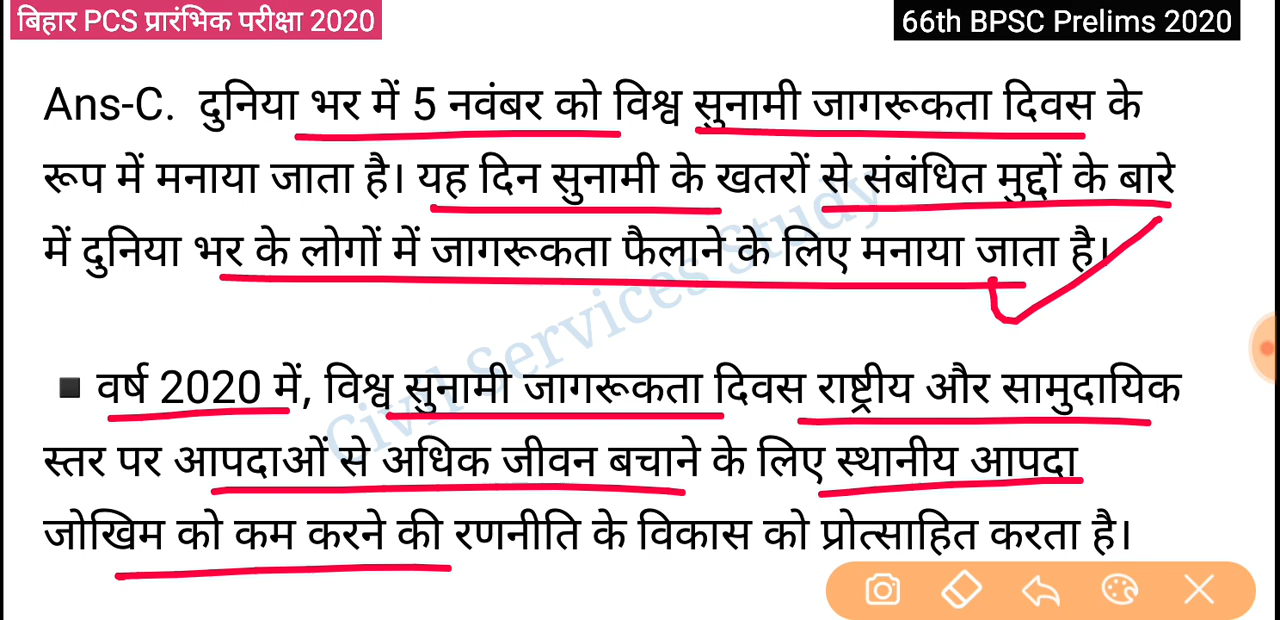 बिहार PCS प्रारंभिक परीक्षा 2020
66th BPSC Prelims 2020
Ans-C. दुनिया भर में 5 नवंबर को विश्व सुनामी जागरूकता दिवस के
रूप में मनाया जाता है। यह दिन सुनामी के खतरों से संबंधित मुद्दों के बारे
में दुनिया भर के लोगों में जागरूकता फैलाने के लिए मनाया जाता है।
▪ वर्ष 2020 में, विश्व सुनामी जागरूकता दिवस राष्ट्रीय और सामुदायिक
स्तर पर आपदाओं से अधिक जीवन बचाने के लिए स्थानीय आपदा
जोखिम को कम करने की रणनीति के विकास को प्रोत्साहित करता है।
Civil Services Study